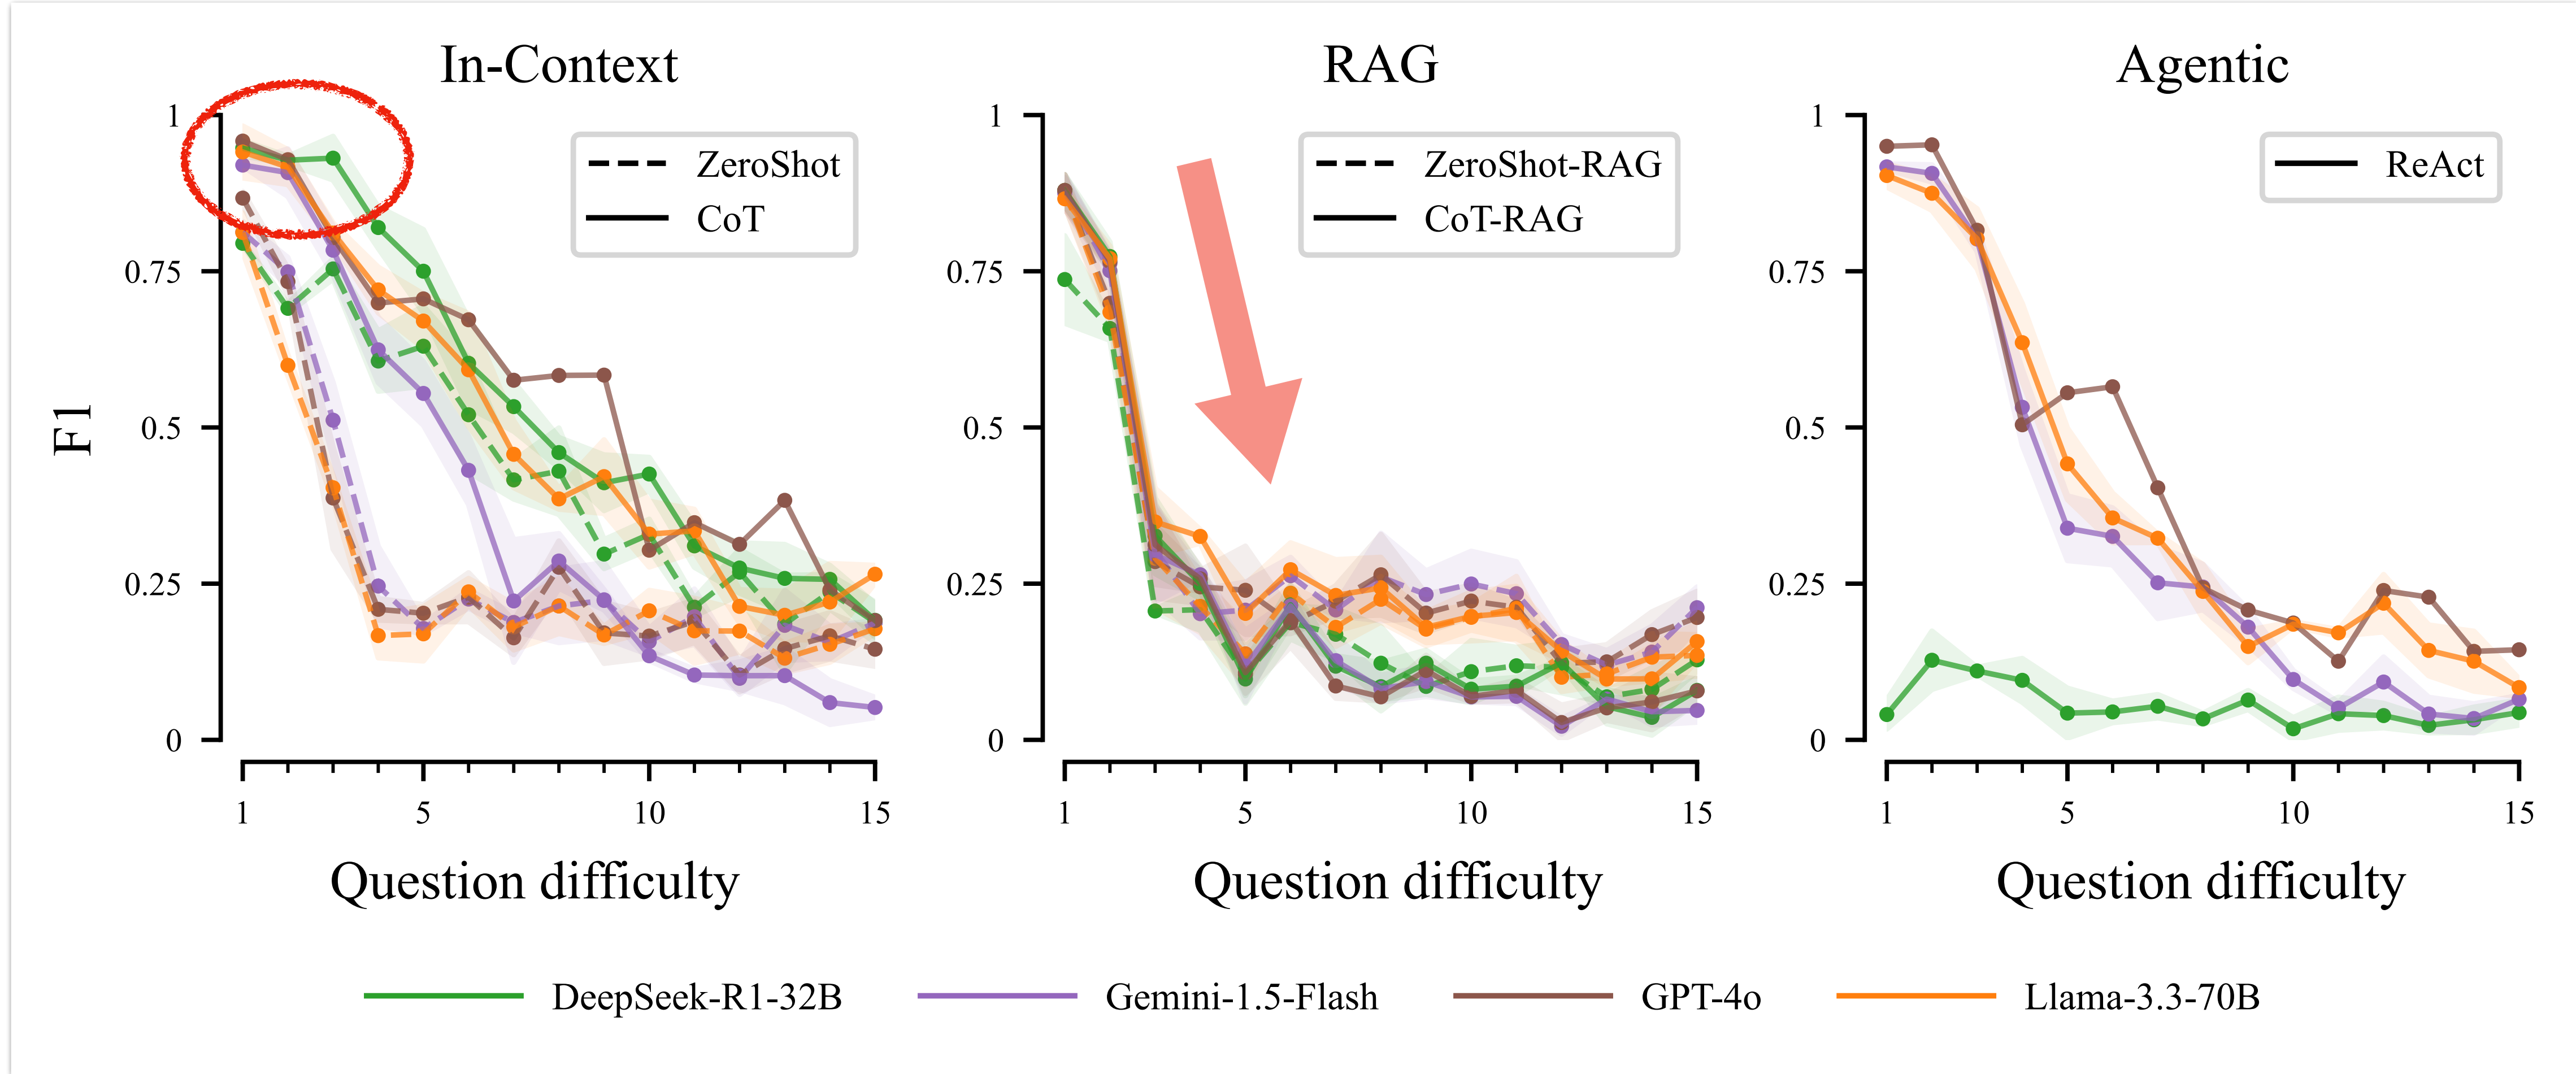 In-Context
RAG
Agentic
F1
1
0.75
0.5
0.25
0
ZeroShot
CoT
1
5
10
15
Question difficulty
1
0.75
0.5
0.25
0
ZeroShot-RAG
CoT-RAG
1
5
10
15
Question difficulty
1
0.75
0.5
0.25
0
ReAct
1
5
10
15
Question difficulty
DeepSeek-R1-32B
Gemini-1.5-Flash
GPT-4o
Llama-3.3-70B